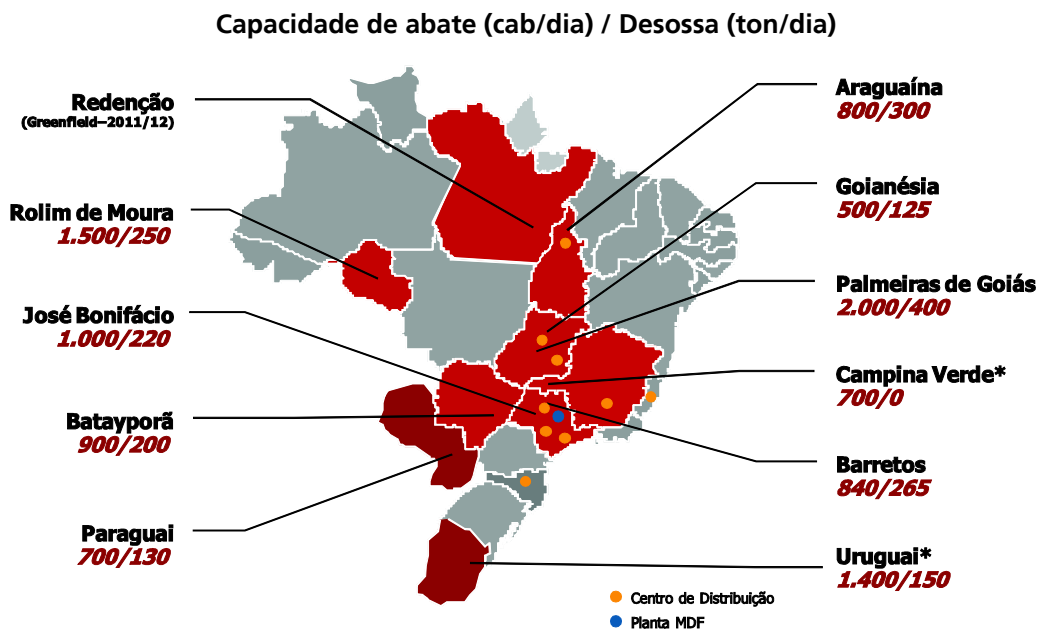 Capacidade de abate (cab/dia) / Desossa (ton/dia)
Redenção
(Greenfield–2011/12)
Rolim de Moura
1.500/250
José Bonifácio
1.000/220
Batayporã
900/200
Paraguai
700/130
Araguaína
800/300
Goianésia
500/125
Palmeiras de Goiás
2.000/400
Campina Verde*
700/0
Barretos
840/265
Uruguai*
1.400/150
Centro de Distribuição
Planta MDF